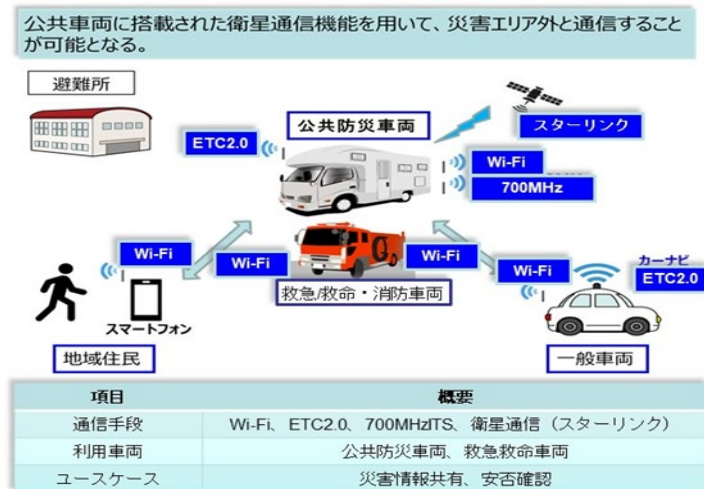 公共車両に搭載された衛星通信機能を用いて、災害エリア外と通信すること
が可能となる。
避難所
公共防災車両
スターリンク
ETC2.0
Wi-Fi
700MHz
Wi-Fi
Wi-Fi
Wi-Fi
Wi-Fi
カーナビ
ETC2.0
救急/救命・消防車両
スマートフォン
地域住民
一般車両
項目 概要
通信手段 Wi-Fi、ETC2.0、700MHzITS、衛星通信（スターリンク）
利用車両 公共防災車両、救急救命車両
ユースケース 災害情報共有、安否確認